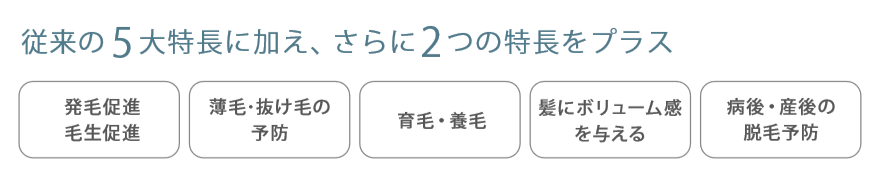 従来の5大特長に加え、さらに2つの特長をプラス
発毛促進
毛生促進
薄毛・抜け毛の
予防
育毛・養毛
髪にボリューム感
を与える
病後・産後の
脱毛予防